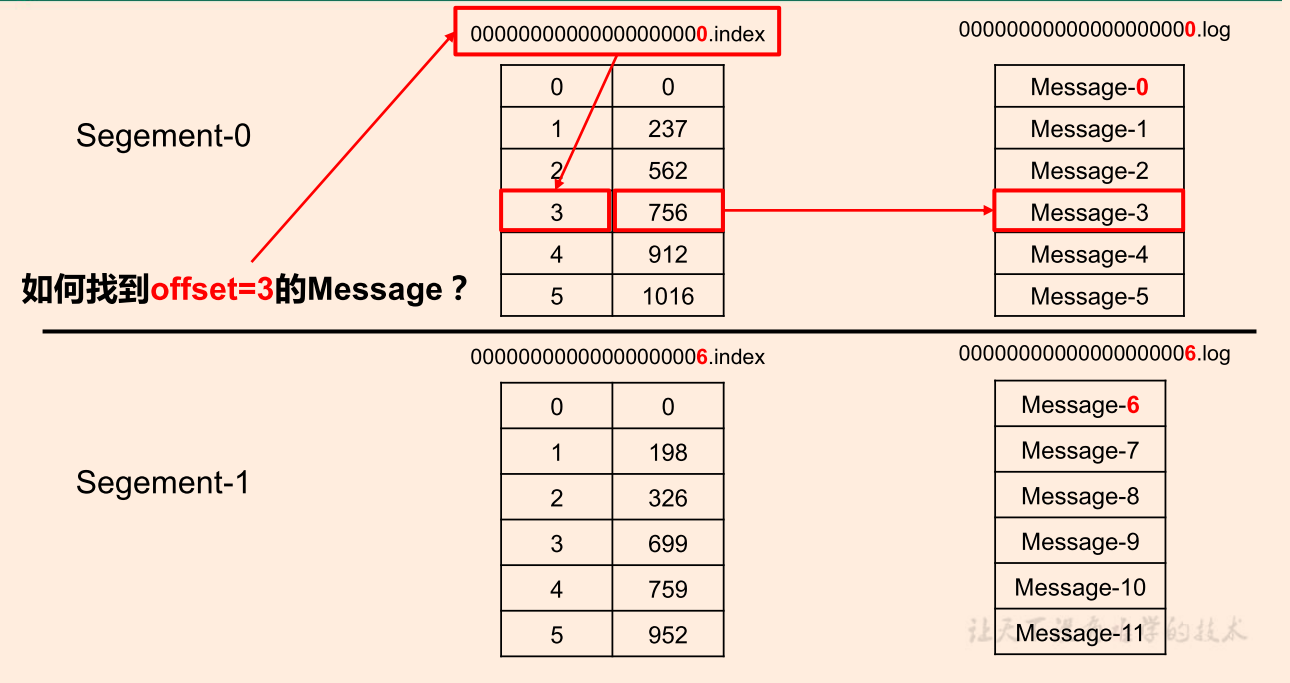 00000000000000000000.index
00000000000000000000.log
Segement-0
0 0
1 237
2 562
3 756
4 912
5 1016
Message-0
Message-1
Message-2
Message-3
Message-4
Message-5
如何找到offset=3的Message？
00000000000000000006.index
00000000000000000006.log
Segement-1
0 0
1 198
2 326
3 699
4 759
5 952
Message-6
Message-7
Message-8
Message-9
Message-10
Message-11
让天 学的技术